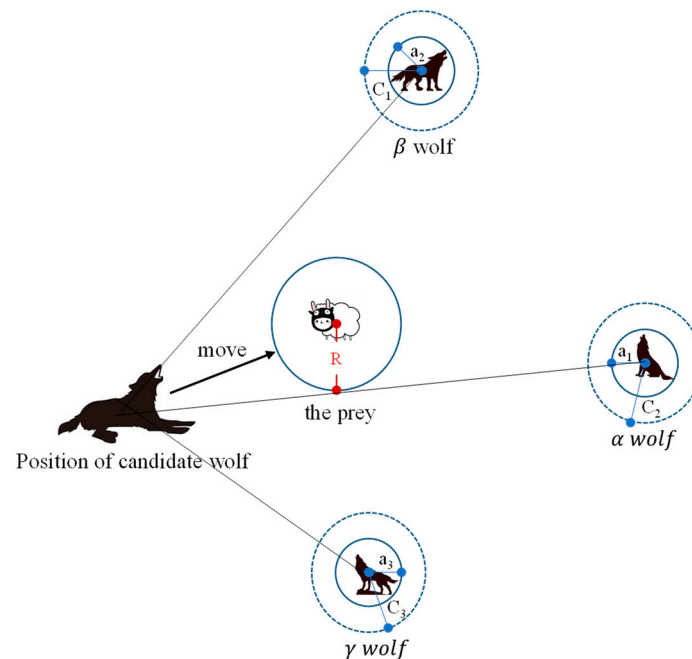 a₂
C₁
β wolf
move
R
a₁
C₂
the prey
α wolf
Position of candidate wolf
a₃
C₃
γ wolf